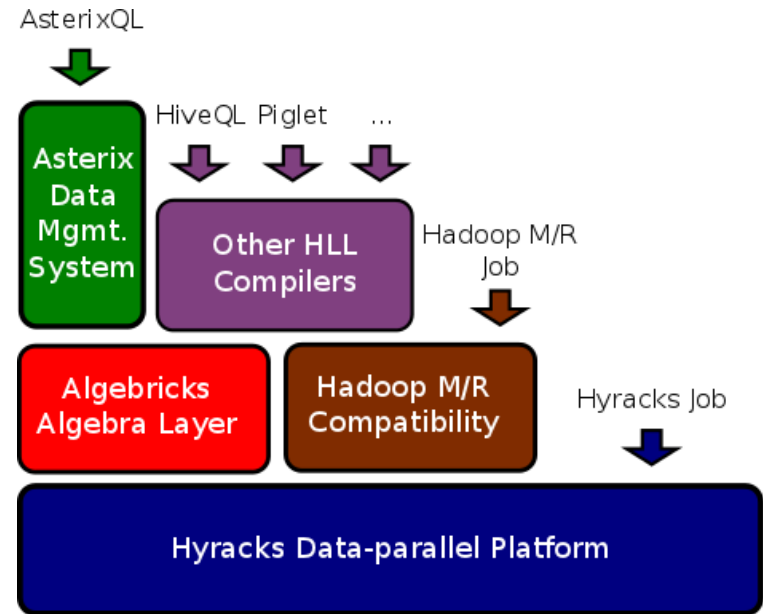 AsterixQL
HiveQL Piglet ...
Asterix
Data
Mgmt.
System
Other HLL
Compilers
Hadoop M/R
Job
Algebricks
Algebra Layer
Hadoop M/R
Compatibility
Hyracks Job
Hyracks Data-parallel Platform